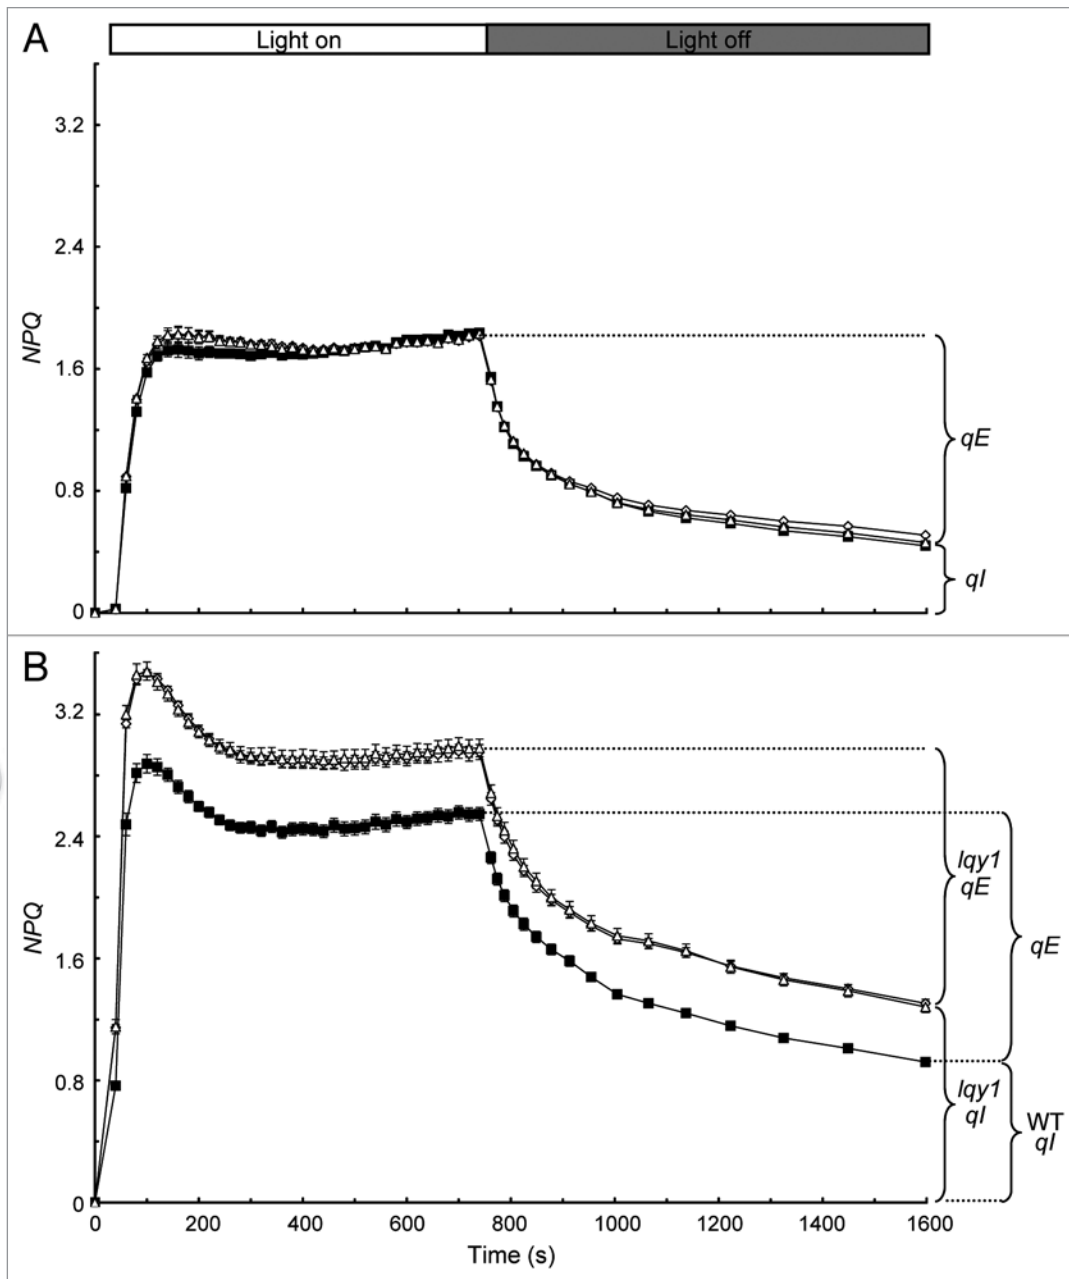 A
Light on Light off
3.2
2.4
1.6
0.8
0
NPQ
qE
qI
B
3.2
2.4
1.6
0.8
0
NPQ
lqy1
qE
qE
lqy1
qI
WT
qI
0 200 400 600 800 1000 1200 1400 1600
Time (s)